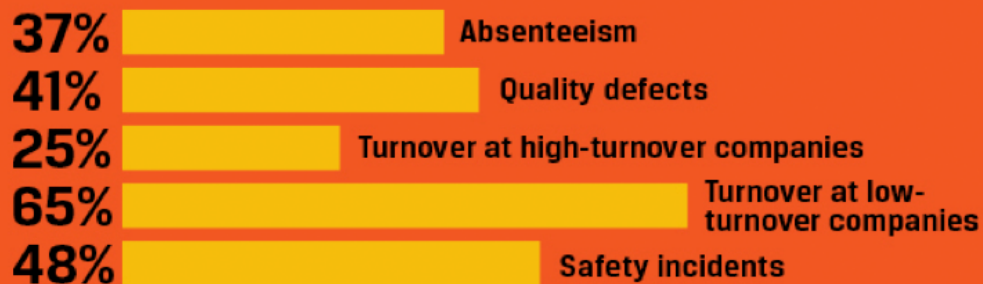 37% Absenteeism
41% Quality defects
25% Turnover at high-turnover companies
65% Turnover at low-
turnover companies
48% Safety incidents